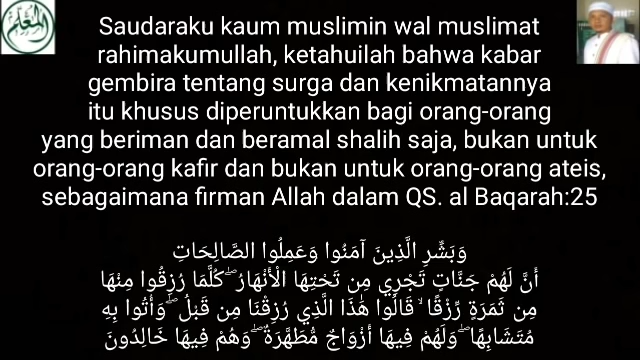 Saudaraku kaum muslimin wal muslimat
rahimakumullah, ketahuilah bahwa kabar
gembira tentang surga dan kenikmatannya
itu khusus diperuntukkan bagi orang-orang
yang beriman dan beramal shalih saja, bukan untuk
orang-orang kafir dan bukan untuk orang-orang ateis,
sebagaimana firman Allah dalam QS. al Baqarah:25
وَبَشِّرِ الَّذِينَ آمَنُوا وَعَمِلُوا الصَّالِحَاتِ
أَنَّ لَهُمْ جَنَّاتٍ تَجْرِي مِن تَحْتِهَا الْأَنْهَارُ ۖ كُلَّمَا رُزِقُوا مِنْهَا
مِن ثَمَرَةٍ رِّزْقًا ۙ قَالُوا هَٰذَا الَّذِي رُزِقْنَا مِن قَبْلُ ۖ وَأُتُوا بِهِ
مُتَشَابِهًا ۖ وَلَهُمْ فِيهَا أَزْوَاجٌ مُّطَهَّرَةٌ ۖ وَهُمْ فِيهَا خَالِدُونَ